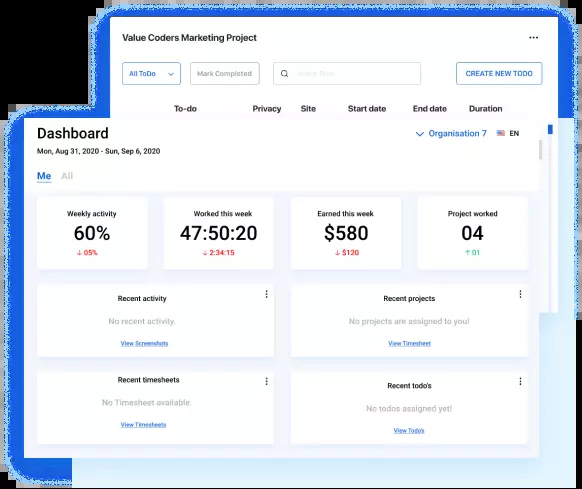 Value Coders Marketing Project
All ToDo
Mark Completed
CREATE NEW TODO
To-do Privacy Site Start date End date Duration
Dashboard
Organisation 7 EN
Mon, Aug 31, 2020 - Sun, Sep 6, 2020
Me All
Weekly activity
60%
↓ 05%
Worked this week
47:50:20
↓ 2:34:15
Earned this week
$580
↓ $120
Project worked
04
↑ 01
Recent activity
No recent activity.
View Screenshots
Recent projects
No projects are assigned to you!
View Timesheet
Recent timesheets
No Timesheet available.
View Timesheets
Recent todo's
No todos assigned yet!
View Todo's